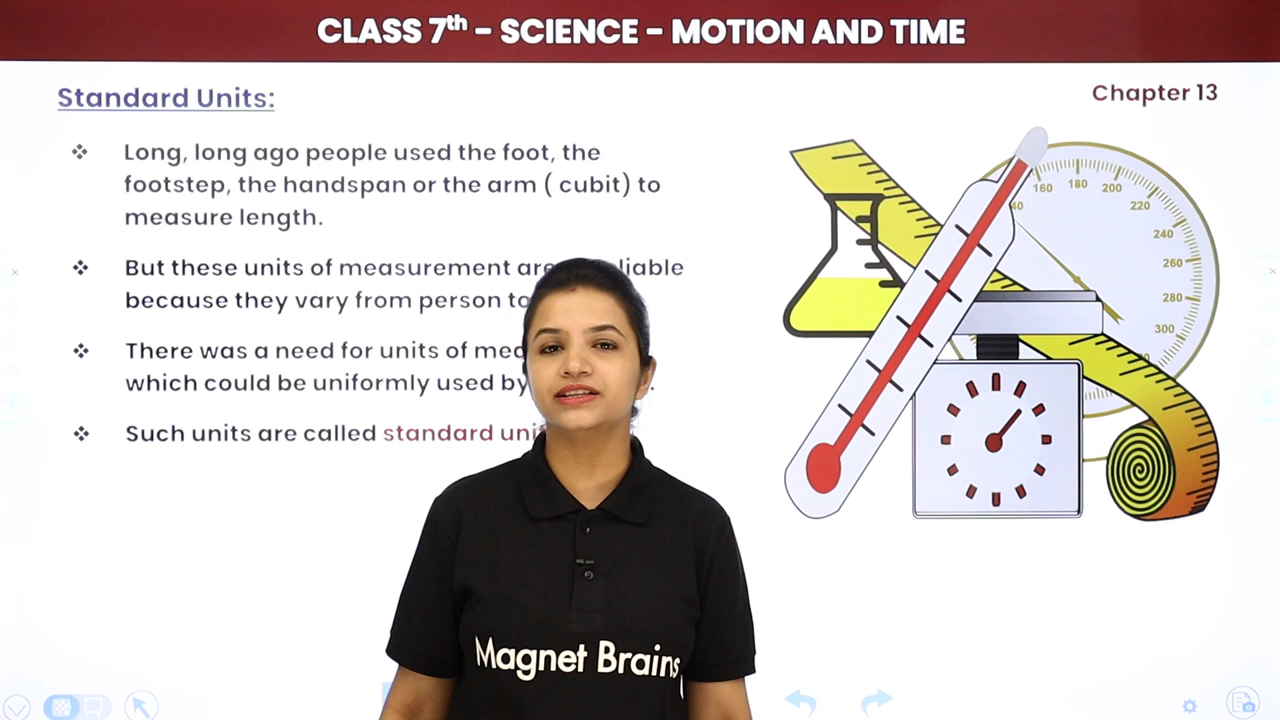 CLASS 7th - SCIENCE - MOTION AND TIME
Standard Units:
Chapter 13
Long, long ago people used the foot, the
footstep, the handspan or the arm ( cubit) to
measure length.
But these units of measurement are liable
because they vary from person to
There was a need for units of
which could be uniformly used by
Such units are called standard
160
180
200
220
240
260
280
300
Magnet Brains